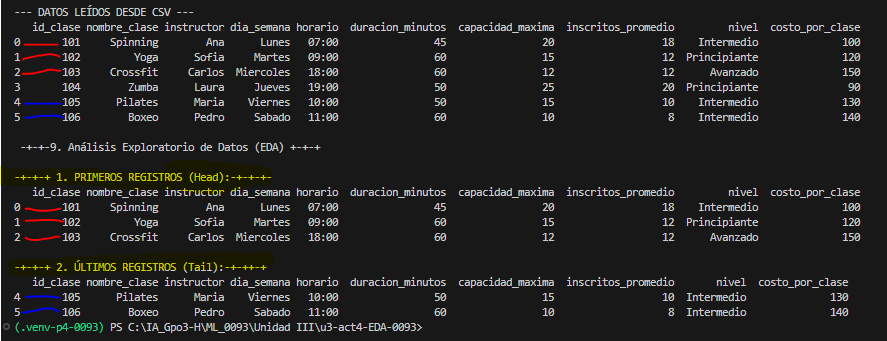 --- DATOS LEÍDOS DESDE CSV ---
id_clase nombre_clase instructor dia_semana horario duracion_minutos capacidad_maxima inscritos_promedio nivel costo_por_clase
0 101 Spinning Ana Lunes 07:00 45 20 18 Intermedio 100
1 102 Yoga Sofia Martes 09:00 60 15 12 Principiante 120
2 103 Crossfit Carlos Miercoles 18:00 60 12 12 Avanzado 150
3 104 Zumba Laura Jueves 19:00 50 25 20 Principiante 90
4 105 Pilates Maria Viernes 10:00 50 15 10 Intermedio 130
5 106 Boxeo Pedro Sabado 11:00 60 10 8 Intermedio 140
-+-+-9. Análisis Exploratorio de Datos (EDA) +-+-+
-+-+-+ 1. PRIMEROS REGISTROS (Head):-+-+-+-
id_clase nombre_clase instructor dia_semana horario duracion_minutos capacidad_maxima inscritos_promedio nivel costo_por_clase
0 101 Spinning Ana Lunes 07:00 45 20 18 Intermedio 100
1 102 Yoga Sofia Martes 09:00 60 15 12 Principiante 120
2 103 Crossfit Carlos Miercoles 18:00 60 12 12 Avanzado 150
-+-+-+ 2. ÚLTIMOS REGISTROS (Tail):-+-++-+
id_clase nombre_clase instructor dia_semana horario duracion_minutos capacidad_maxima inscritos_promedio nivel costo_por_clase
4 105 Pilates Maria Viernes 10:00 50 15 10 Intermedio 130
5 106 Boxeo Pedro Sabado 11:00 60 10 8 Intermedio 140
(.venv-p4-0093) PS C:\IA_Gpo3-H\ML_0093\Unidad III\u3-act4-EDA-0093>